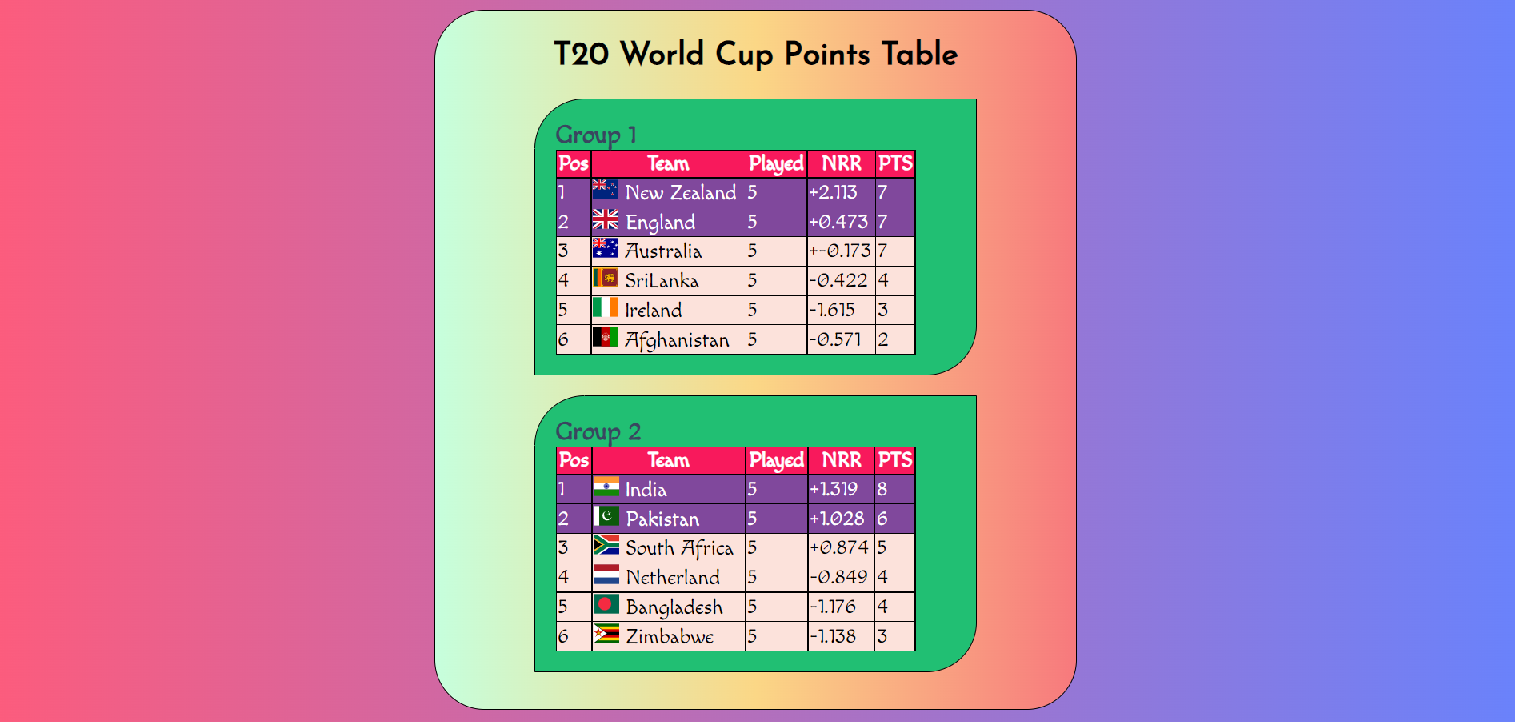 T20 World Cup Points Table
Group 1
Pos Team Played NRR PTS
1 New Zealand 5 +2.113 7
2 England 5 +0.473 7
3 Australia 5 +-0.173 7
4 SriLanka 5 -0.422 4
5 Ireland 5 -1.615 3
6 Afghanistan 5 -0.571 2
Group 2
Pos Team Played NRR PTS
1 India 5 +1.319 8
2 Pakistan 5 +1.028 6
3 South Africa 5 +0.874 5
4 Netherland 5 -0.849 4
5 Bangladesh 5 -1.176 4
6 Zimbabwe 5 -1.138 3